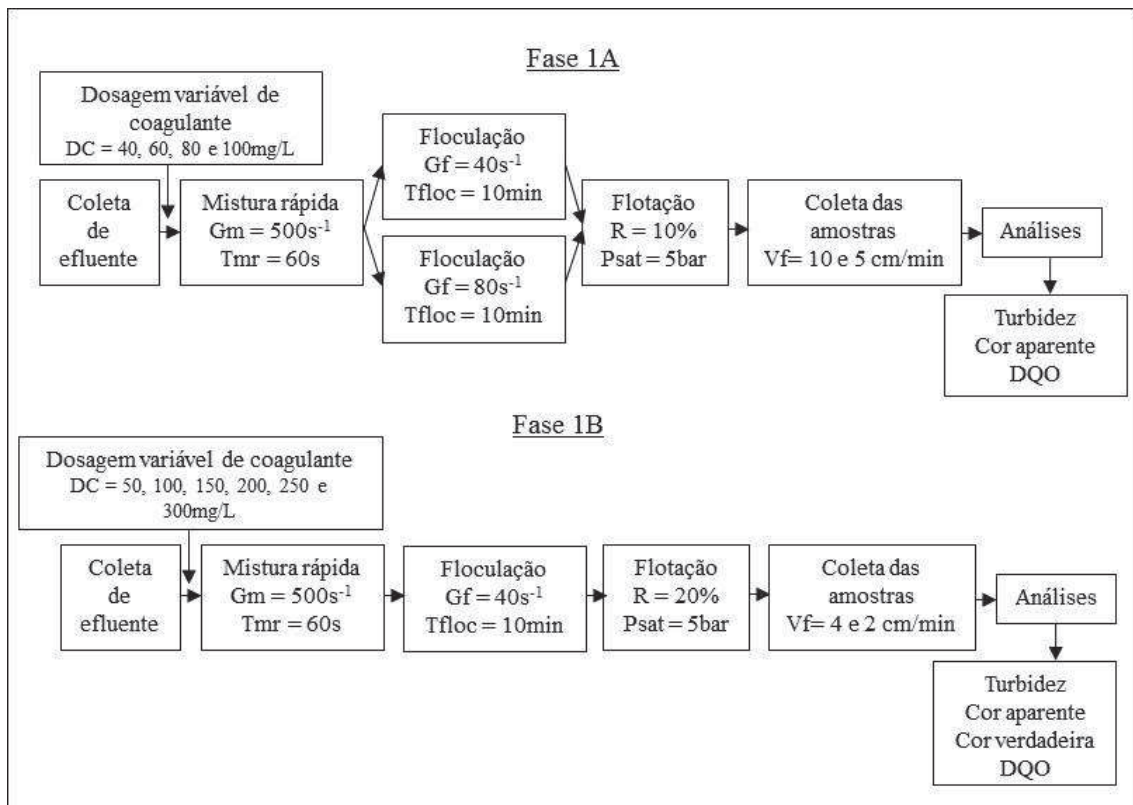 Fase 1A
Dosagem variável de
coagulante
DC = 40, 60, 80 e 100mg/L
Coleta
de
efluente
Mistura rápida
Gm = 500s⁻¹
Tmr = 60s
Floculação
Gf = 40s⁻¹
Tfloc = 10min
Floculação
Gf = 80s⁻¹
Tfloc = 10min
Flotação
R = 10%
Psat = 5bar
Coleta das
amostras
Vf= 10 e 5 cm/min
Análises
Turbidez
Cor aparente
DQO
Fase 1B
Dosagem variável de coagulante
DC = 50, 100, 150, 200, 250 e
300mg/L
Coleta
de
efluente
Mistura rápida
Gm = 500s⁻¹
Tmr = 60s
Floculação
Gf = 40s⁻¹
Tfloc = 10min
Flotação
R = 20%
Psat = 5bar
Coleta das
amostras
Vf= 4 e 2 cm/min
Análises
Turbidez
Cor aparente
Cor verdadeira
DQO